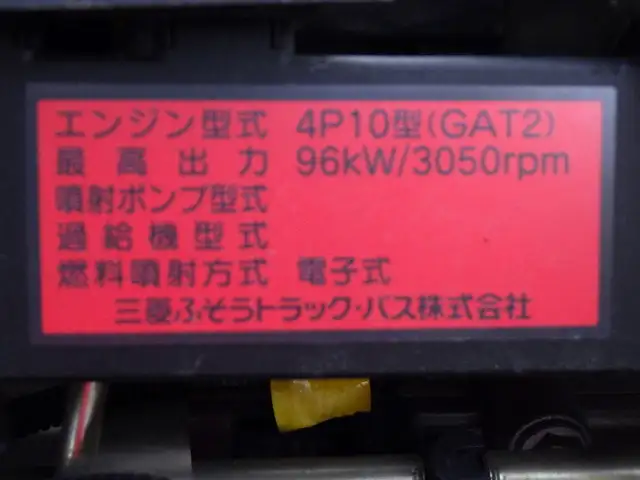 エンジン型式 4P10型(GAT2)
最高出力 96kW/3050rpm
噴射ポンプ型式
過給機型式
燃料噴射方式 電子式
三菱ふそうトラック・バス株式会社